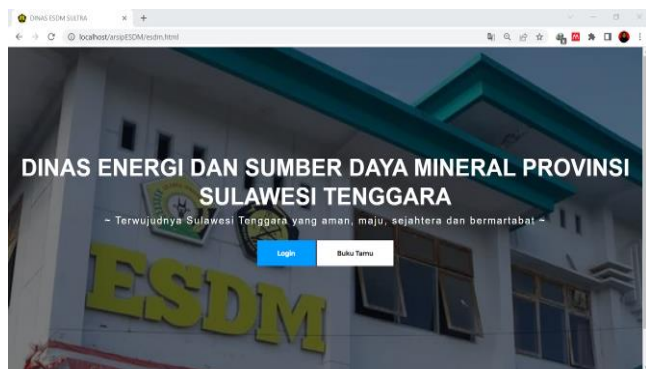 DINAS ESDM SULTRA
localhost/arsipESDM/esdm.html
DINAS ENERGI DAN SUMBER DAYA MINERAL PROVINSI
SULAWESI TENGGARA
~ Terwujudnya Sulawesi Tenggara yang aman, maju, sejahtera dan bermartabat ~
Login
Buku Tamu
ESDM